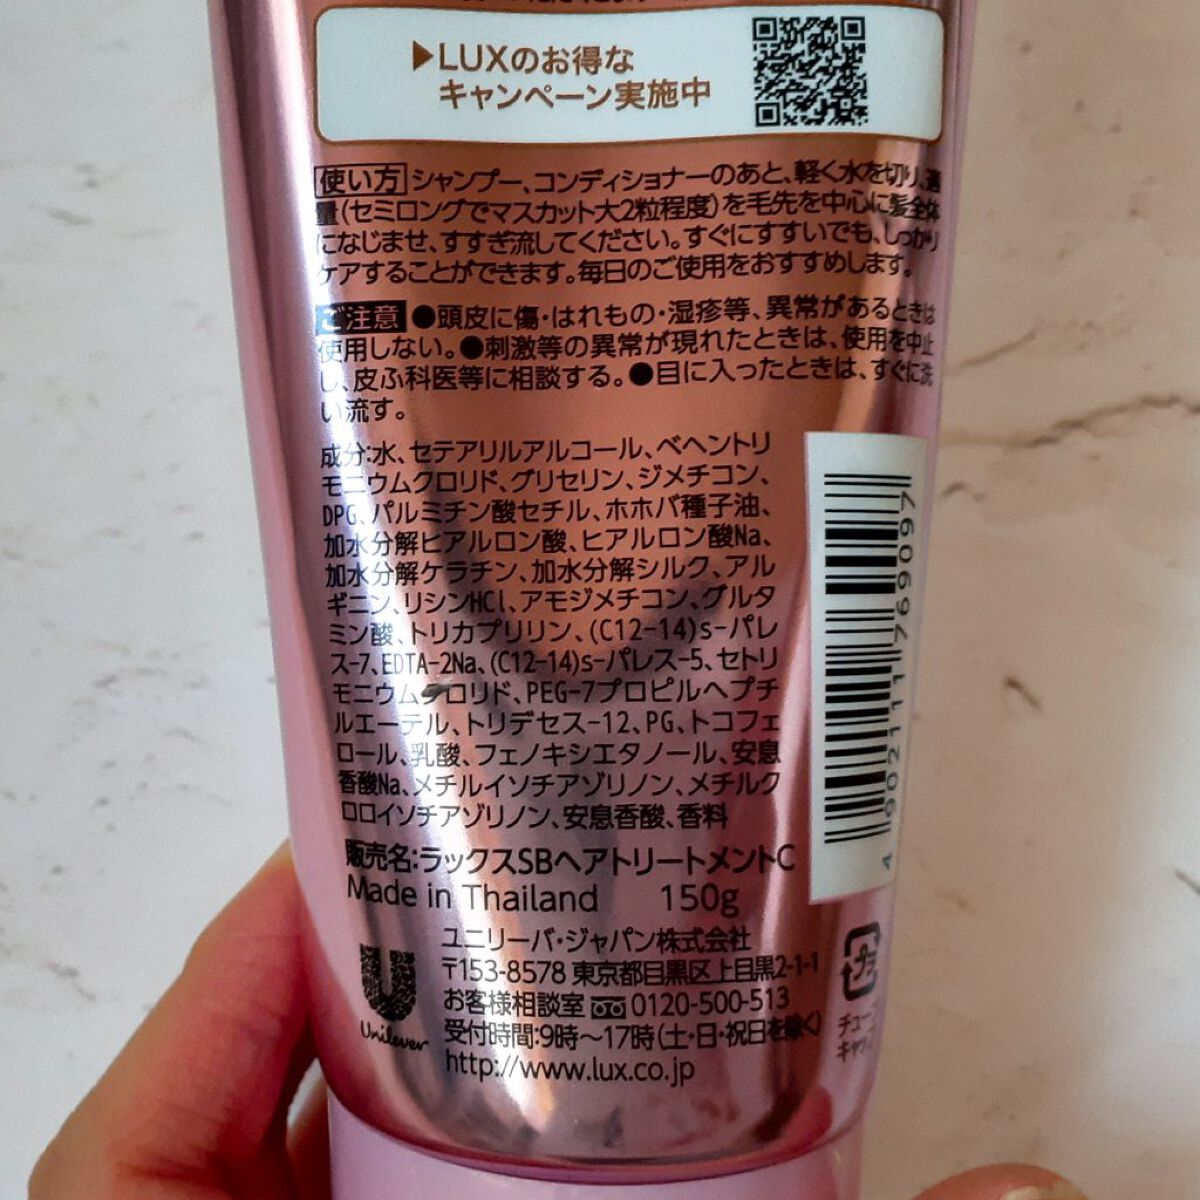 ▶LUXのお得な
キャンペーン実施中
使い方 シャンプー、コンディショナーのあと、軽く水を切り、適
量(セミロングでマスカット大2粒程度)を毛先を中心に髪全体
になじませ、すすぎ流してください。すぐにすすいでも、しっかり
ケアすることができます。毎日のご使用をおすすめします。
ご注意 ●頭皮に傷・はれもの・湿疹等、異常があるときは
使用しない。●刺激等の異常が現れたときは、使用を中止
し、皮ふ科医等に相談する。●目に入ったときは、すぐに洗
い流す。
成分:水、セテアリルアルコール、ベヘントリ
モニウムクロリド、グリセリン、ジメチコン、
DPG、パルミチン酸セチル、ホホバ種子油、
加水分解ヒアルロン酸、ヒアルロン酸Na、
加水分解ケラチン、加水分解シルク、アル
ギニン、リシンHCl、アモジメチコン、グルタ
ミン酸、トリカプリリン、(C12-14)s-パレ
ス-7、EDTA-2Na、(C12-14)s-パレス-5、セトリ
モニウムクロリド、PEG-7プロピルヘプチ
ルエーテル、トリデセス-12、PG、トコフェ
ロール、乳酸、フェノキシエタノール、安息
香酸Na、メチルイソチアゾリノン、メチルク
ロロイソチアゾリノン、安息香酸、香料
販売名:ラックスSBヘアトリートメントC
Made in Thailand 150g
ユニリーバ・ジャパン株式会社
〒153-8578 東京都目黒区上目黒2-1-1
お客様相談室 0120-500-513
受付時間:9時〜17時(土・日・祝日を除く)
http://www.lux.co.jp
Unilever
4 902111 769097
プラ
チュー
キャッ